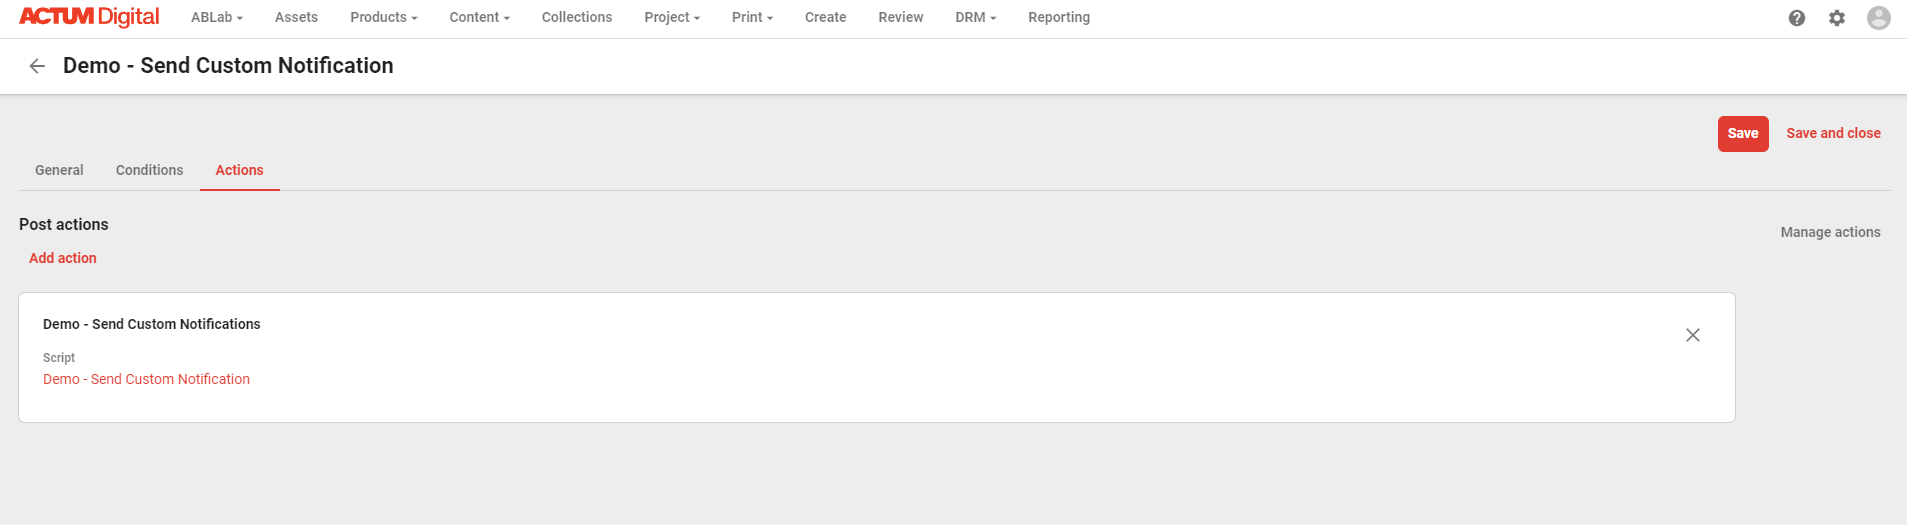 ACTUM Digital ABLab Assets Products Content Collections Project Print Create Review DRM Reporting
Demo - Send Custom Notification
Save Save and close
General Conditions Actions
Post actions
Manage actions
Add action
Demo - Send Custom Notifications
Script
Demo - Send Custom Notification